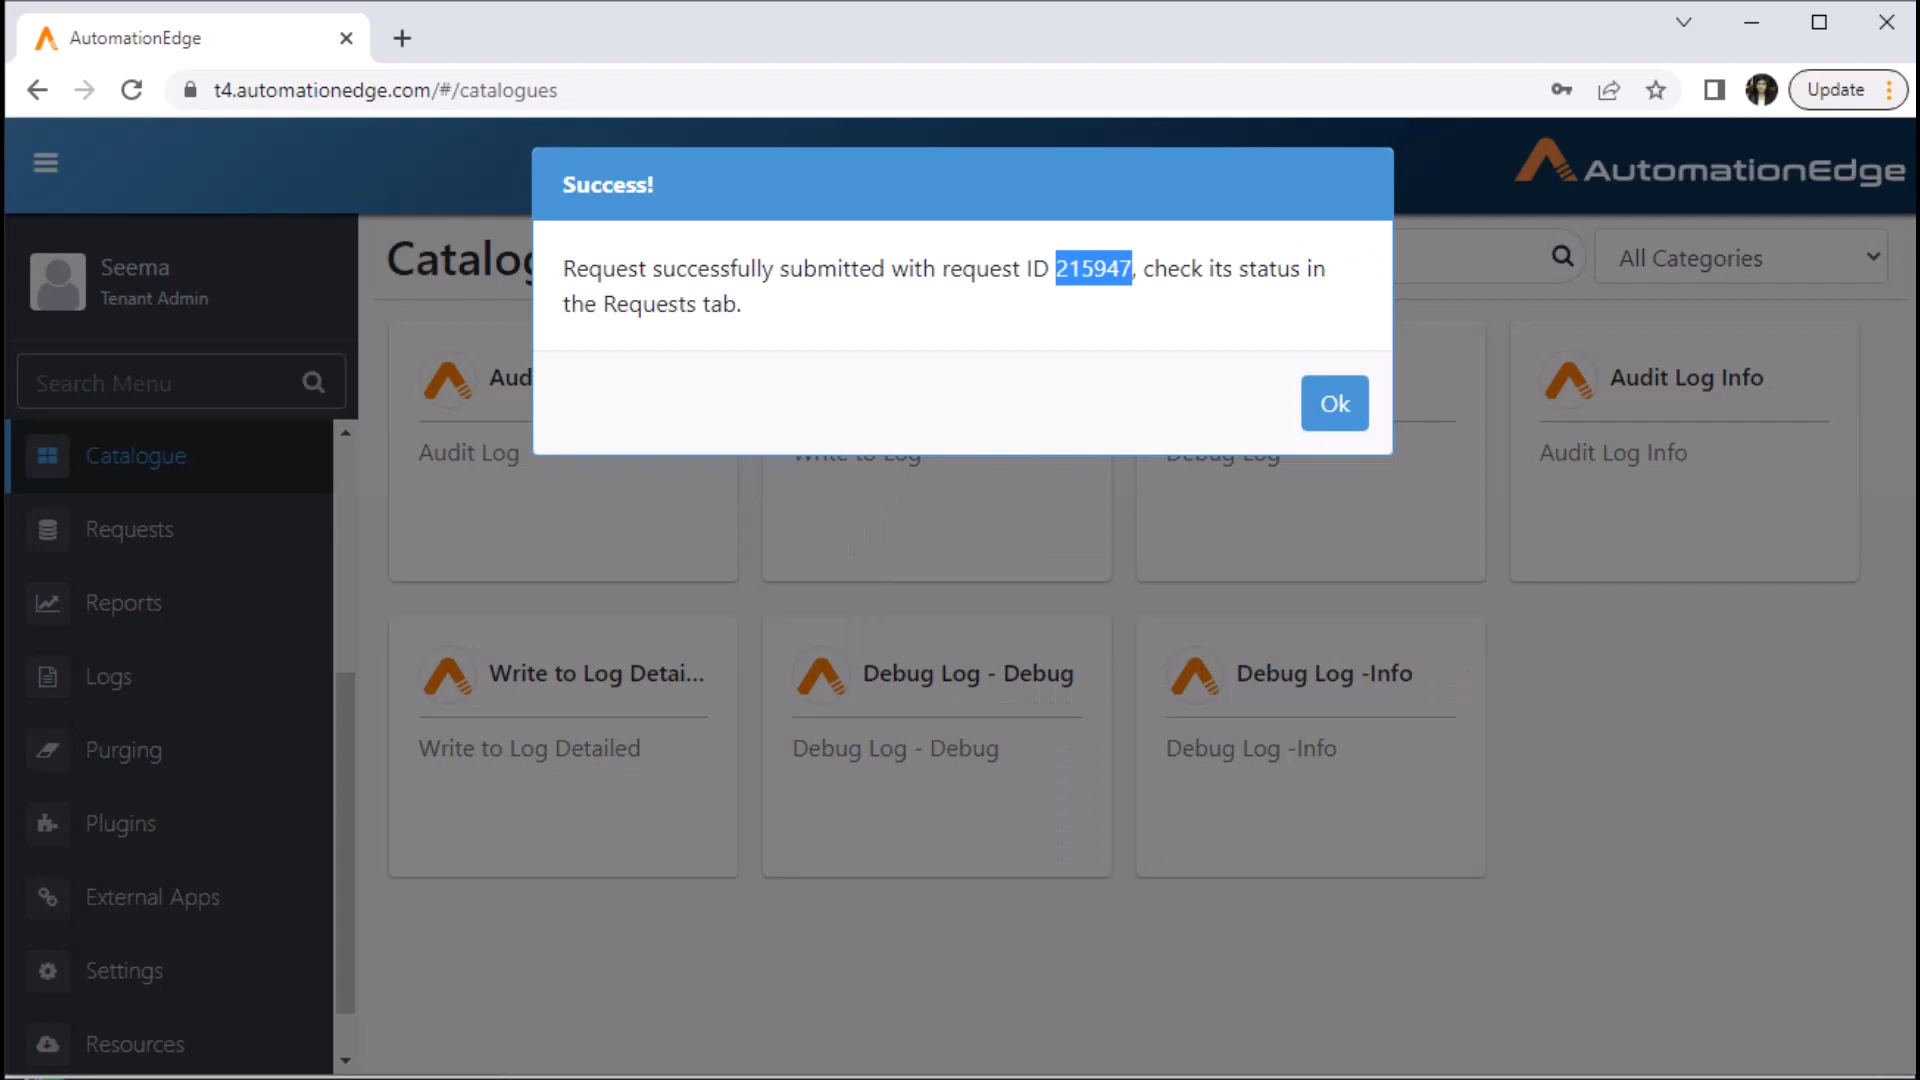 AutomationEdge
t4.automationedge.com/#/catalogues
Update
AutomationEdge
Success!
Request successfully submitted with request ID 215947, check its status in
the Requests tab.
Ok
Seema
Tenant Admin
Search Menu
Catalogue
Requests
Reports
Logs
Purging
Plugins
External Apps
Settings
Resources
Catalog
All Categories
Aud
Audit Log
Write to Log
Debug Log
Audit Log Info
Audit Log Info
Write to Log Detai...
Write to Log Detailed
Debug Log - Debug
Debug Log - Debug
Debug Log -Info
Debug Log -Info